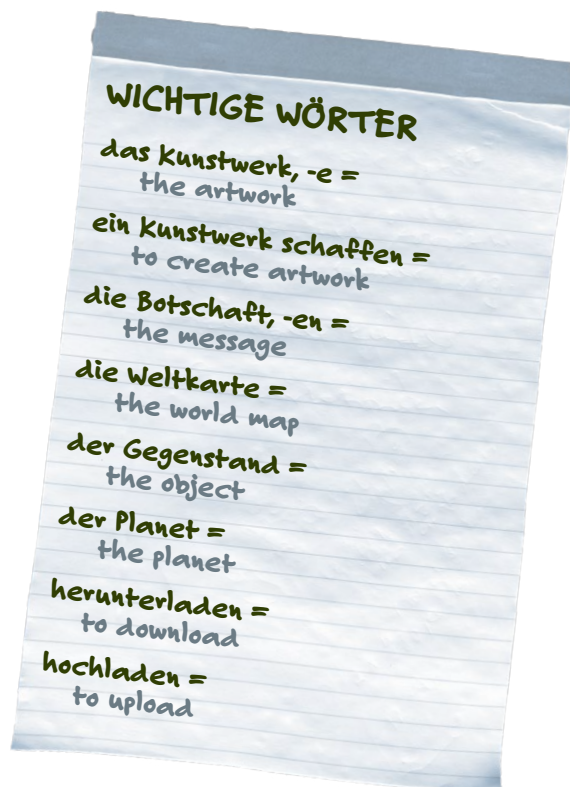 WICHTIGE WÖRTER
das Kunstwerk, -e =
the artwork
ein Kunstwerk schaffen =
to create artwork
die Botschaft, -en =
the message
die Weltkarte =
the world map
der Gegenstand =
the object
der Planet =
the planet
herunterladen =
to download
hochladen =
to upload